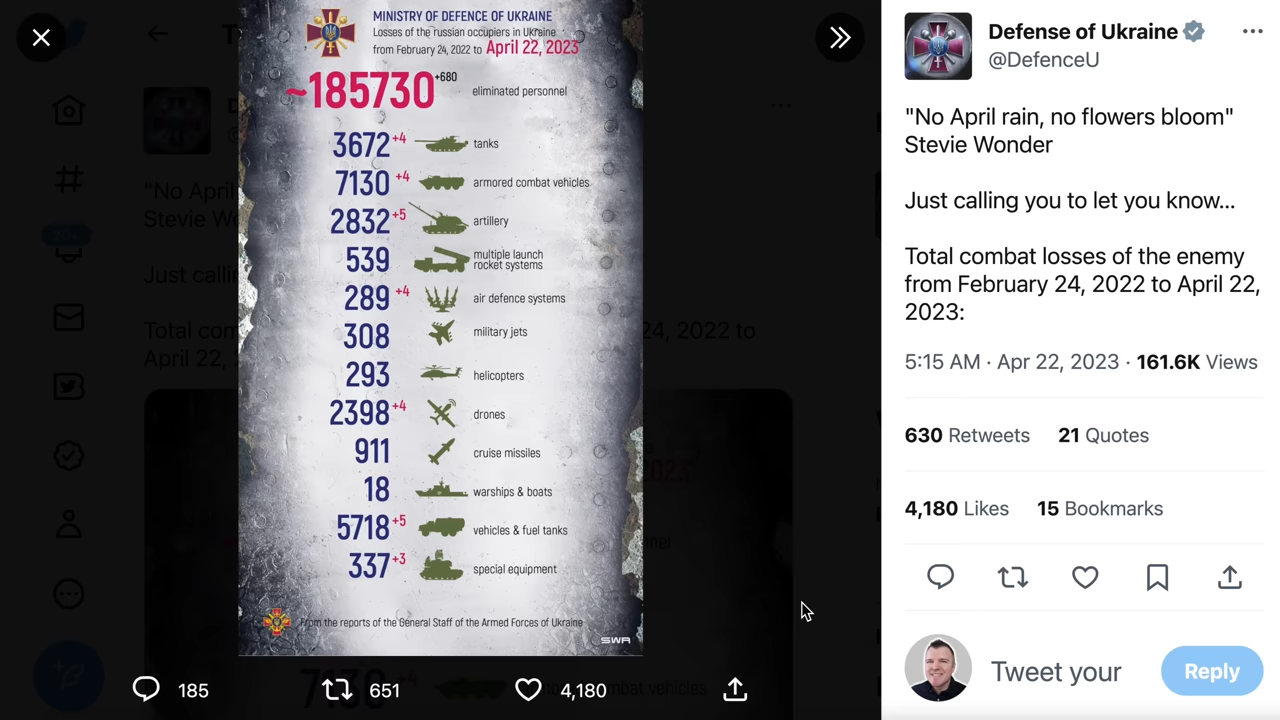 MINISTRY OF DEFENCE OF UKRAINE
Losses of the russian occupiers in Ukraine
from February 24, 2022 to April 22, 2023
~185730 +680 eliminated personnel
3672 +4 tanks
7130 +4 armored combat vehicles
2832 +5 artillery
539 multiple launch
rocket systems
289 +4 air defence systems
308 military jets
293 helicopters
2398 +4 drones
911 cruise missiles
18 warships & boats
5718 +5 vehicles & fuel tanks
337 +3 special equipment
From the reports of the General Staff of the Armed Forces of Ukraine
SWA
185 651 4,180
Defense of Ukraine
@DefenceU
"No April rain, no flowers bloom"
Stevie Wonder
Just calling you to let you know...
Total combat losses of the enemy
from February 24, 2022 to April 22,
2023:
5:15 AM · Apr 22, 2023 · 161.6K Views
630 Retweets 21 Quotes
4,180 Likes 15 Bookmarks
Tweet your
Reply